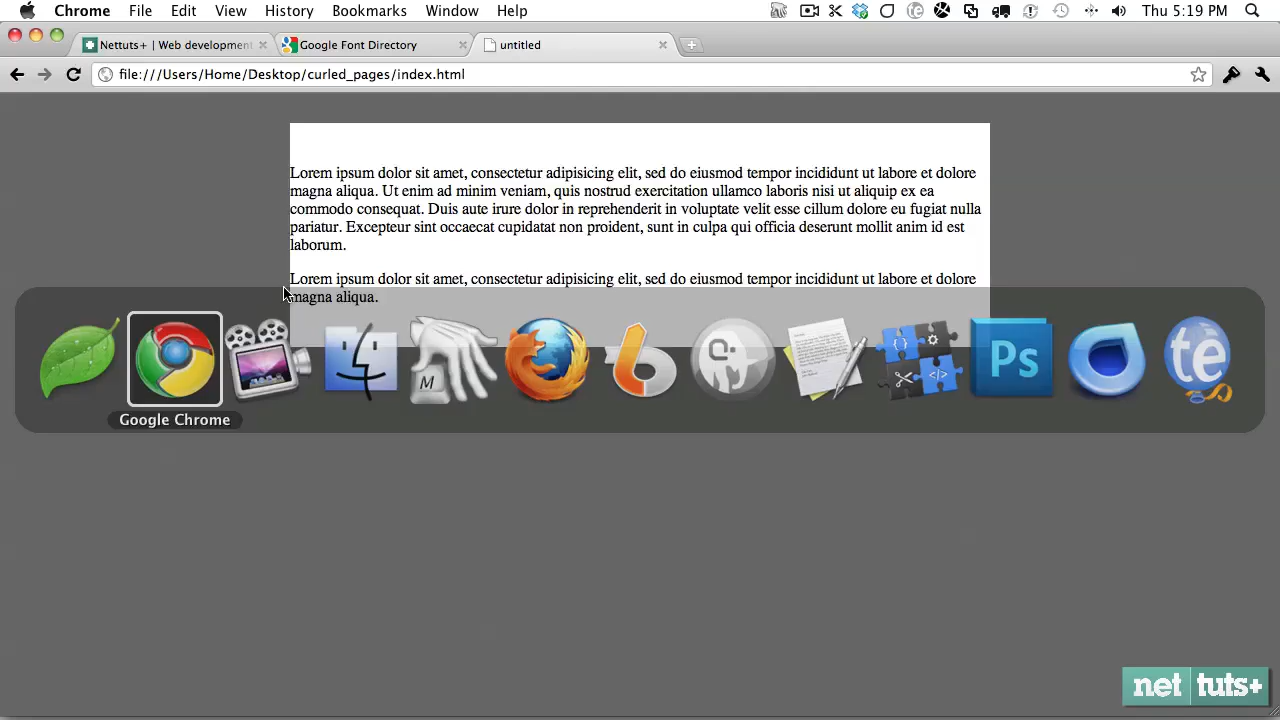 Chrome File Edit View History Bookmarks Window Help Thu 5:19 PM
Nettuts+ | Web development Google Font Directory untitled
file:///Users/Home/Desktop/curled_pages/index.html
Lorem ipsum dolor sit amet, consectetur adipisicing elit, sed do eiusmod tempor incididunt ut labore et dolore
magna aliqua. Ut enim ad minim veniam, quis nostrud exercitation ullamco laboris nisi ut aliquip ex ea
commodo consequat. Duis aute irure dolor in reprehenderit in voluptate velit esse cillum dolore eu fugiat nulla
pariatur. Excepteur sint occaecat cupidatat non proident, sunt in culpa qui officia deserunt mollit anim id est
laborum.
Lorem ipsum dolor sit amet, consectetur adipisicing elit, sed do eiusmod tempor incididunt ut labore et dolore
magna aliqua.
M
{}
</>
Ps
te
Google Chrome
net tuts+